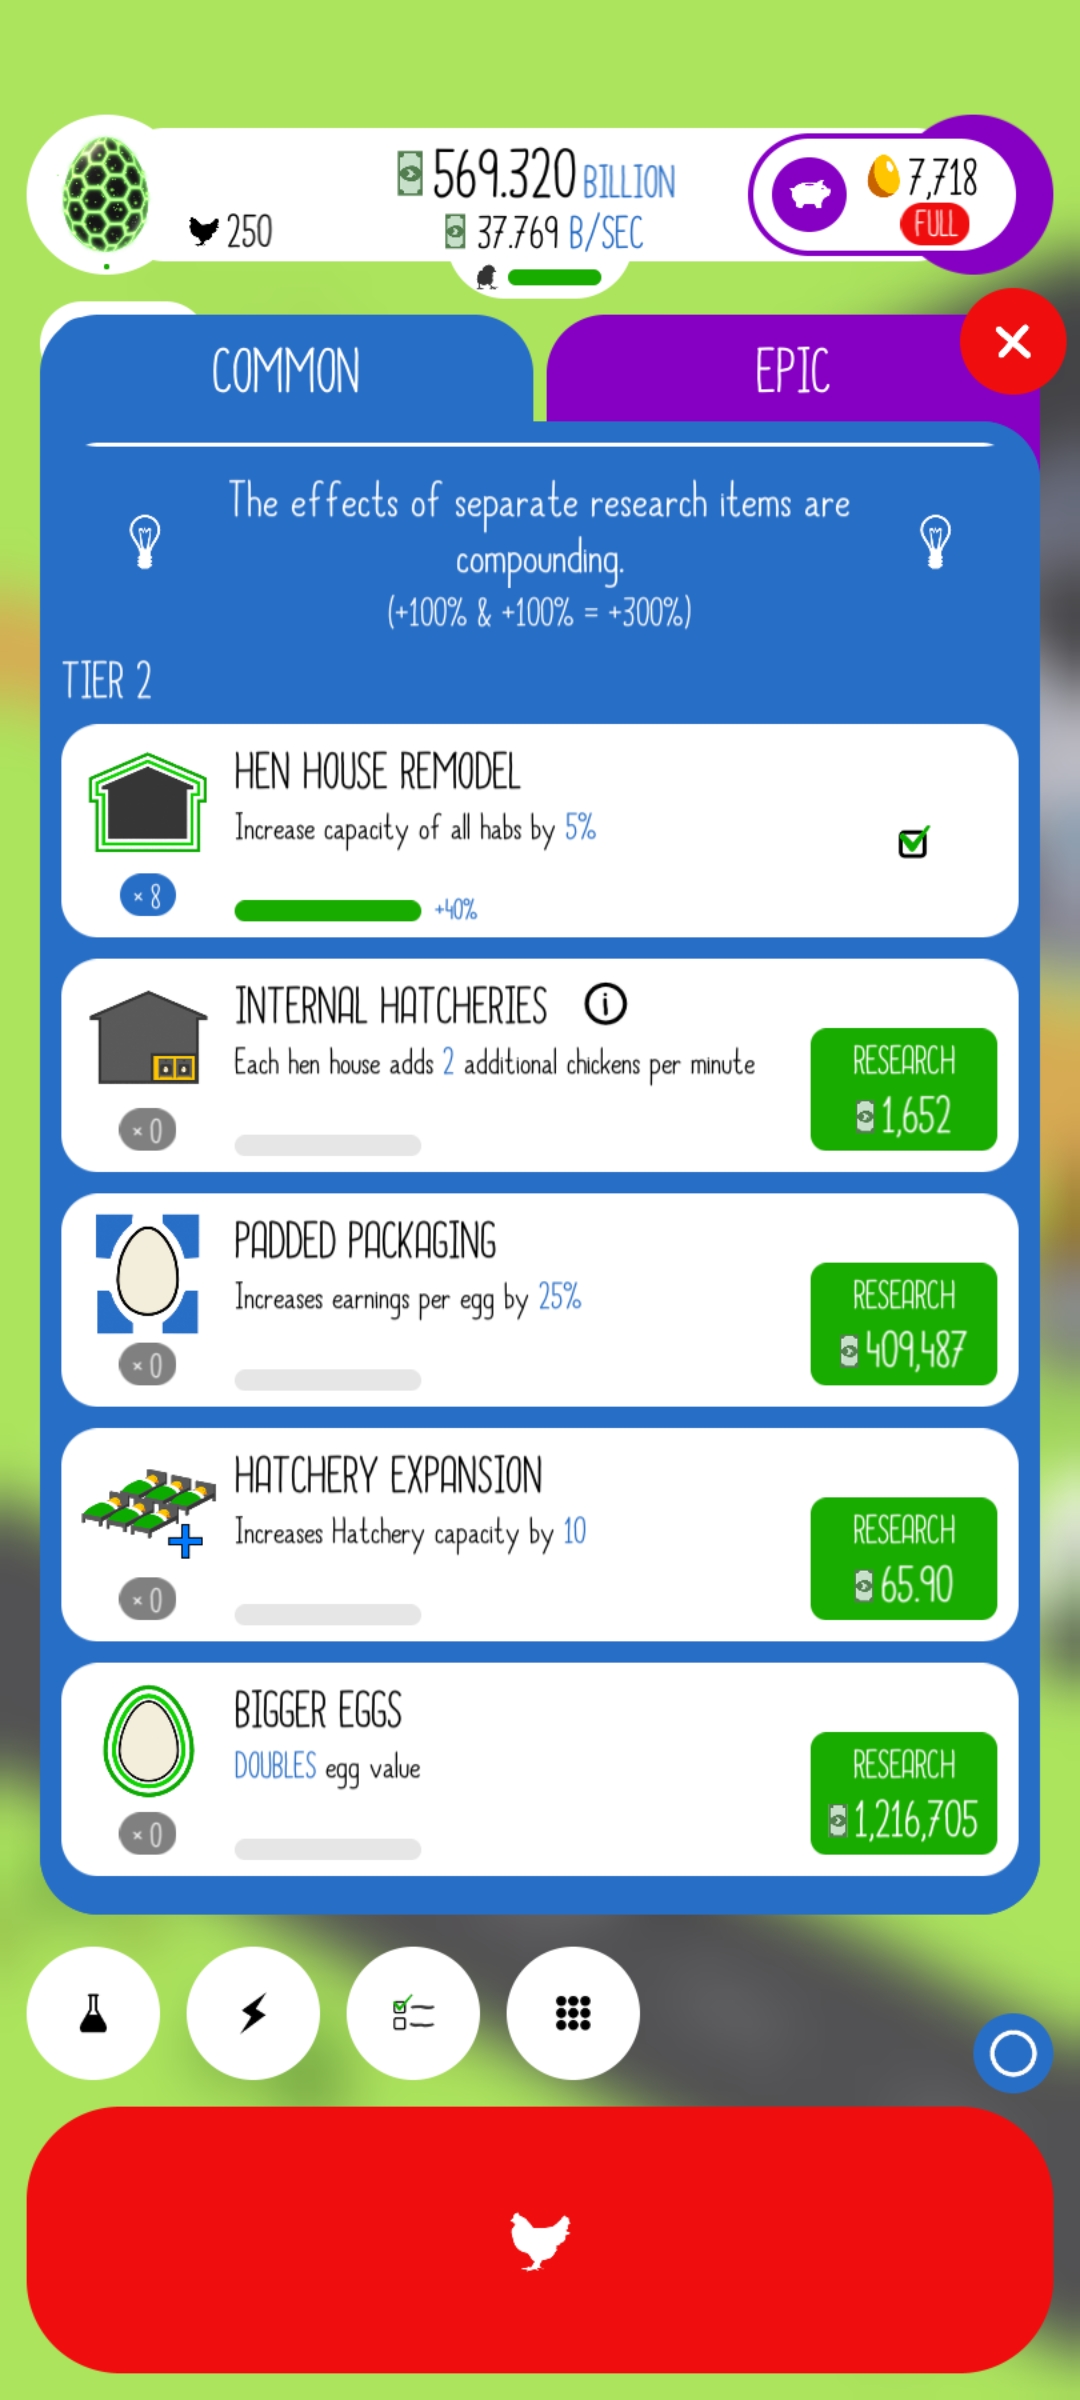 569.320 BILLION
7,718
250
37.769 B/SEC
FULL
COMMON
EPIC
The effects of separate research items are
compounding.
(+100% & +100% = +300%)
TIER 2
HEN HOUSE REMODEL
Increase capacity of all habs by 5%
× 8
+40%
INTERNAL HATCHERIES i
Each hen house adds 2 additional chickens per minute
RESEARCH
1,652
× 0
PADDED PACKAGING
Increases earnings per egg by 25%
RESEARCH
409,487
× 0
HATCHERY EXPANSION
Increases Hatchery capacity by 10
RESEARCH
65.90
× 0
BIGGER EGGS
DOUBLES egg value
RESEARCH
1,216,705
× 0